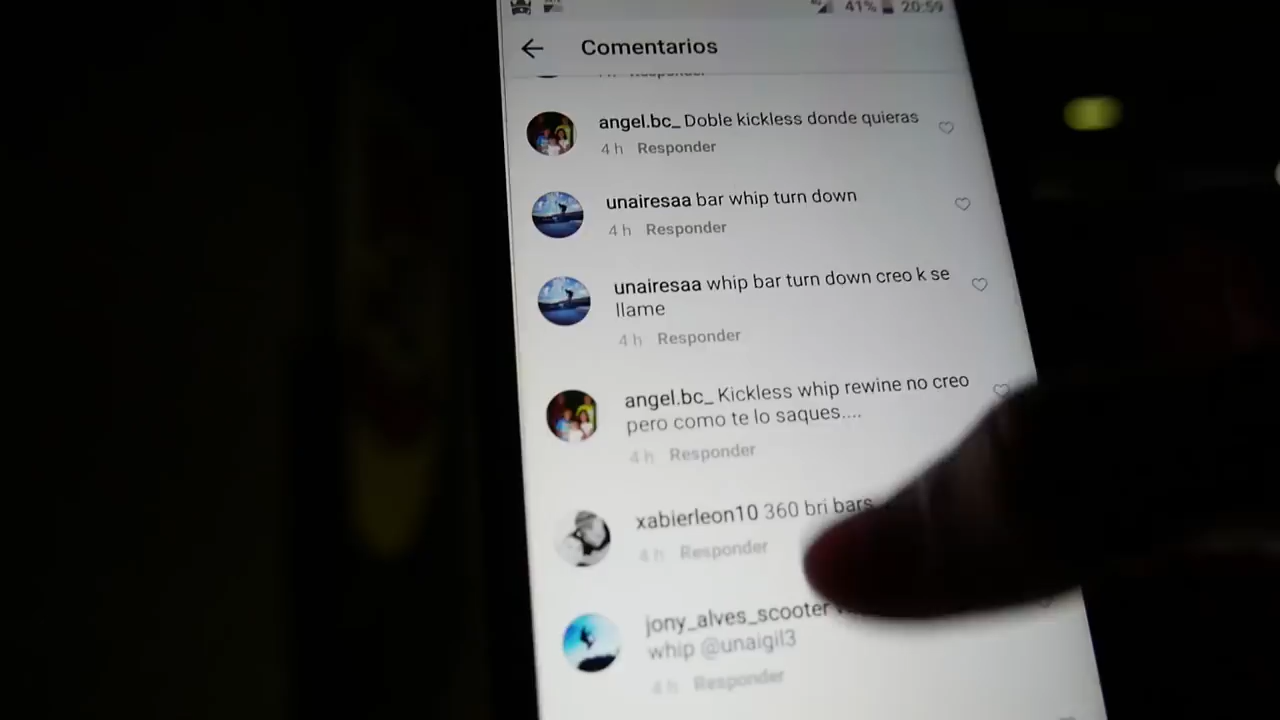 41% 20:59
Comentarios
Responder
angel.bc_ Doble kickless donde quieras
4 h Responder
unairesaa bar whip turn down
4 h Responder
unairesaa whip bar turn down creo k se
llame
4 h Responder
angel.bc_ Kickless whip rewine no creo
pero como te lo saques....
4 h Responder
xabierleon10 360 bri bars
4 h Responder
jony_alves_scooter
whip @unaigil3
4 h Responder